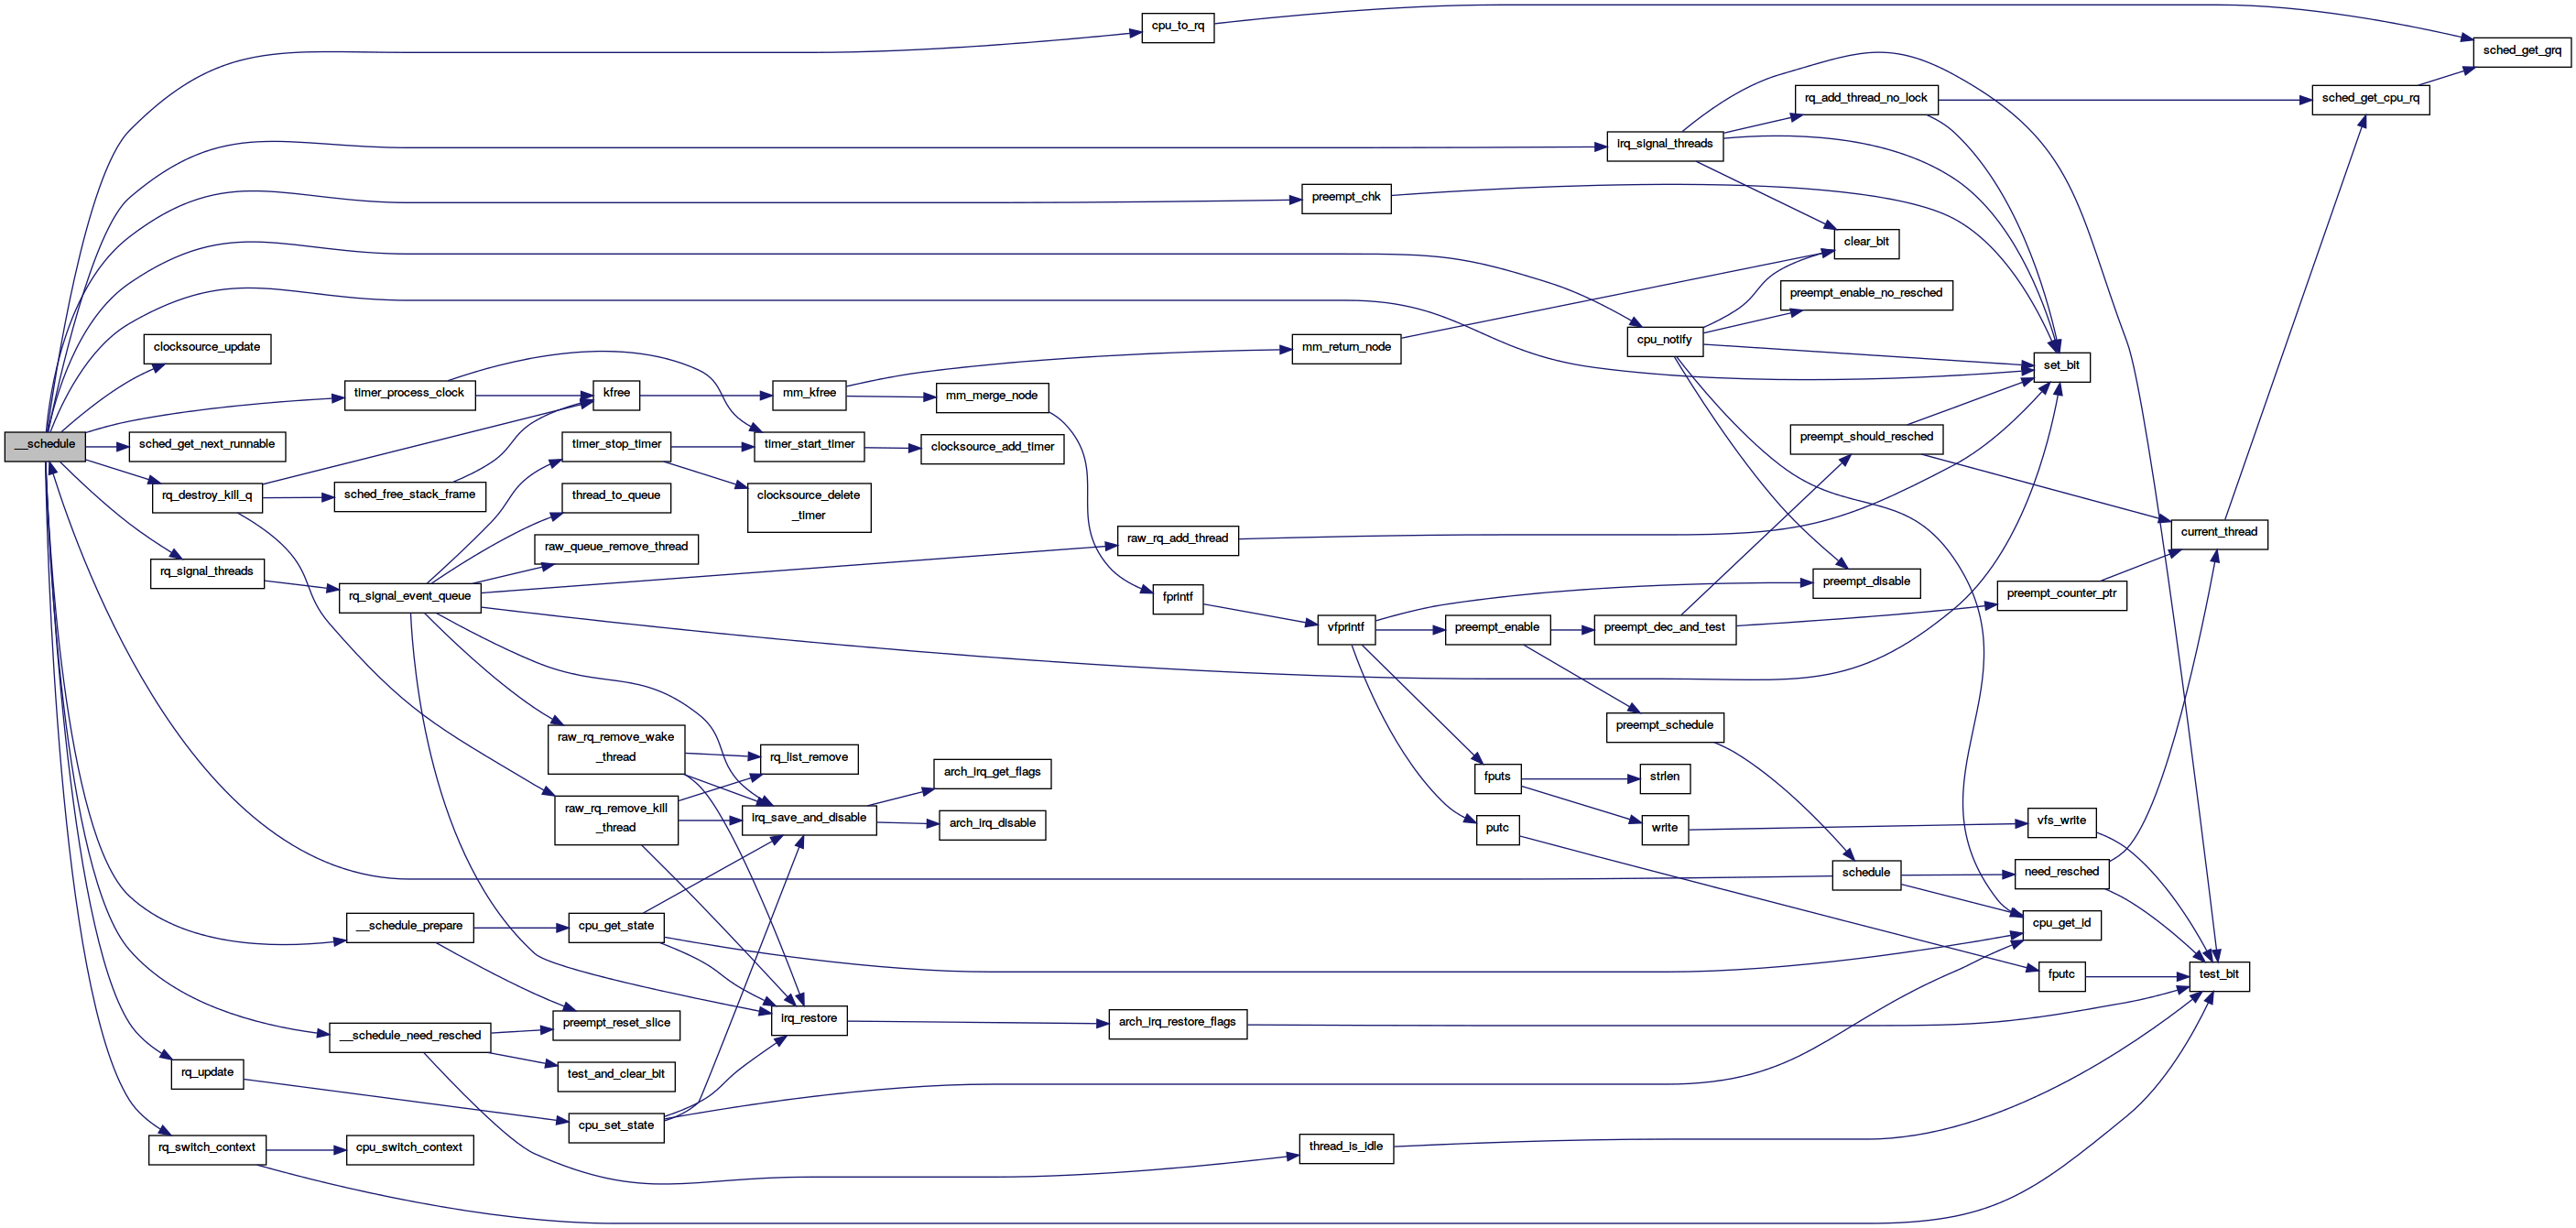 cpu_to_rq
sched_get_grq
rq_add_thread_no_lock
sched_get_cpu_rq
irq_signal_threads
preempt_chk
clear_bit
preempt_enable_no_resched
cpu_notify
clocksource_update
mm_return_node
set_bit
timer_process_clock
kfree
mm_kfree
mm_merge_node
__schedule
sched_get_next_runnable
timer_stop_timer
timer_start_timer
clocksource_add_timer
preempt_should_resched
rq_destroy_kill_q
sched_free_stack_frame
thread_to_queue
clocksource_delete
_timer
raw_queue_remove_thread
raw_rq_add_thread
current_thread
rq_signal_threads
rq_signal_event_queue
fprintf
preempt_disable
preempt_counter_ptr
vfprintf
preempt_enable
preempt_dec_and_test
raw_rq_remove_wake
_thread
rq_list_remove
preempt_schedule
arch_irq_get_flags
fputs
strlen
raw_rq_remove_kill
_thread
irq_save_and_disable
arch_irq_disable
putc
write
vfs_write
schedule
need_resched
__schedule_prepare
cpu_get_state
cpu_get_id
fputc
test_bit
__schedule_need_resched
preempt_reset_slice
irq_restore
arch_irq_restore_flags
rq_update
test_and_clear_bit
cpu_set_state
rq_switch_context
cpu_switch_context
thread_is_idle